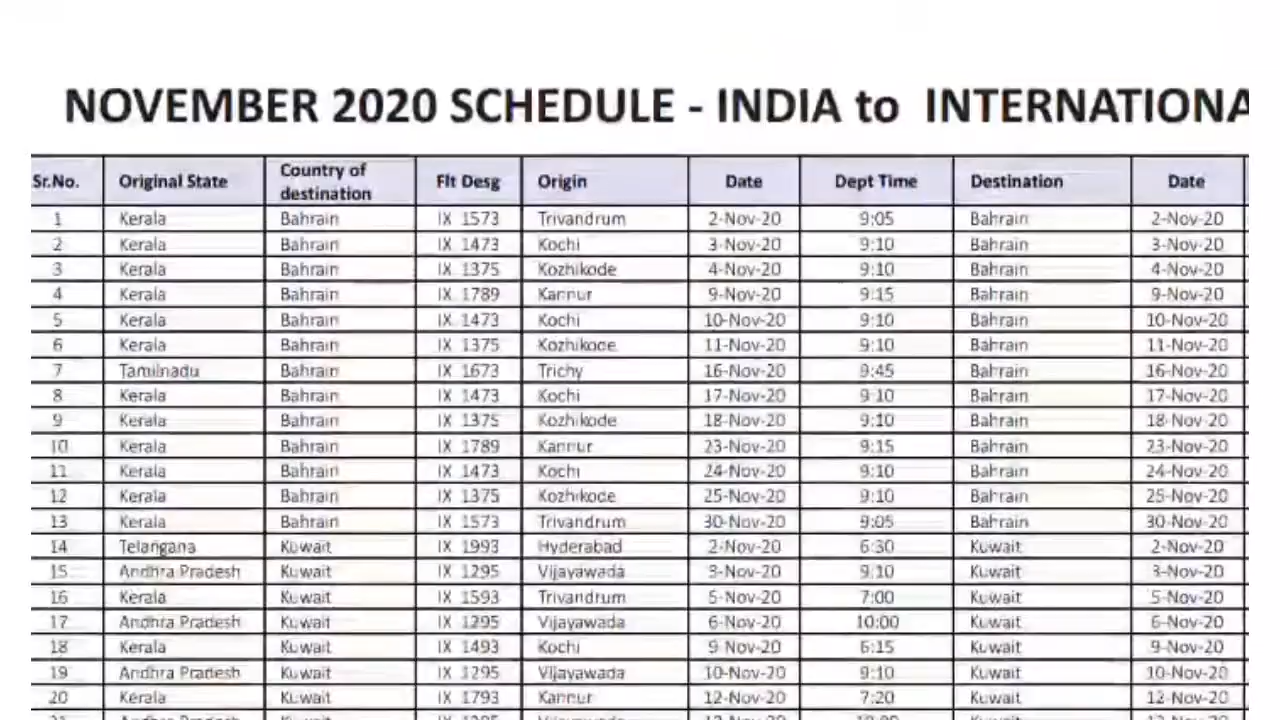 NOVEMBER 2020 SCHEDULE - INDIA to INTERNATIONA
Sr.No. Original State Country of destination Flt Desg Origin Date Dept Time Destination Date
1 Kerala Bahrain IX 1573 Trivandrum 2-Nov-20 9:05 Bahrain 2-Nov-20
2 Kerala Bahrain IX 1473 Kochi 3-Nov-20 9:10 Bahrain 3-Nov-20
3 Kerala Bahrain IX 1375 Kozhikode 4-Nov-20 9:10 Bahrain 4-Nov-20
4 Kerala Bahrain IX 1789 Kannur 9-Nov-20 9:15 Bahrain 9-Nov-20
5 Kerala Bahrain IX 1473 Kochi 10-Nov-20 9:10 Bahrain 10-Nov-20
6 Kerala Bahrain IX 1375 Kozhikode 11-Nov-20 9:10 Bahrain 11-Nov-20
7 Tamilnadu Bahrain IX 1673 Trichy 16-Nov-20 9:45 Bahrain 16-Nov-20
8 Kerala Bahrain IX 1473 Kochi 17-Nov-20 9:10 Bahrain 17-Nov-20
9 Kerala Bahrain IX 1375 Kozhikode 18-Nov-20 9:10 Bahrain 18-Nov-20
10 Kerala Bahrain IX 1789 Kannur 23-Nov-20 9:15 Bahrain 23-Nov-20
11 Kerala Bahrain IX 1473 Kochi 24-Nov-20 9:10 Bahrain 24-Nov-20
12 Kerala Bahrain IX 1375 Kozhikode 25-Nov-20 9:10 Bahrain 25-Nov-20
13 Kerala Bahrain IX 1573 Trivandrum 30-Nov-20 9:05 Bahrain 30-Nov-20
14 Telangana Kuwait IX 1993 Hyderabad 2-Nov-20 6:30 Kuwait 2-Nov-20
15 Andhra Pradesh Kuwait IX 1295 Vijayawada 3-Nov-20 9:10 Kuwait 3-Nov-20
16 Kerala Kuwait IX 1593 Trivandrum 5-Nov-20 7:00 Kuwait 5-Nov-20
17 Andhra Pradesh Kuwait IX 1295 Vijayawada 6-Nov-20 10:00 Kuwait 6-Nov-20
18 Kerala Kuwait IX 1493 Kochi 9-Nov-20 6:15 Kuwait 9-Nov-20
19 Andhra Pradesh Kuwait IX 1295 Vijayawada 10-Nov-20 9:10 Kuwait 10-Nov-20
20 Kerala Kuwait IX 1793 Kannur 12-Nov-20 7:20 Kuwait 12-Nov-20